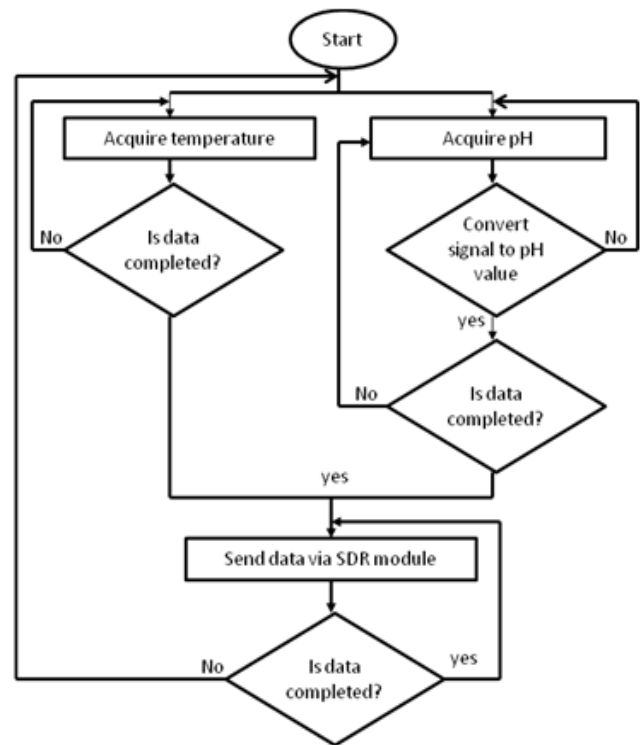 Start
Acquire temperature
Acquire pH
No
Is data
completed?
Convert
signal to pH
value
No
yes
No
Is data
completed?
yes
Send data via SDR module
No
Is data
completed?
yes